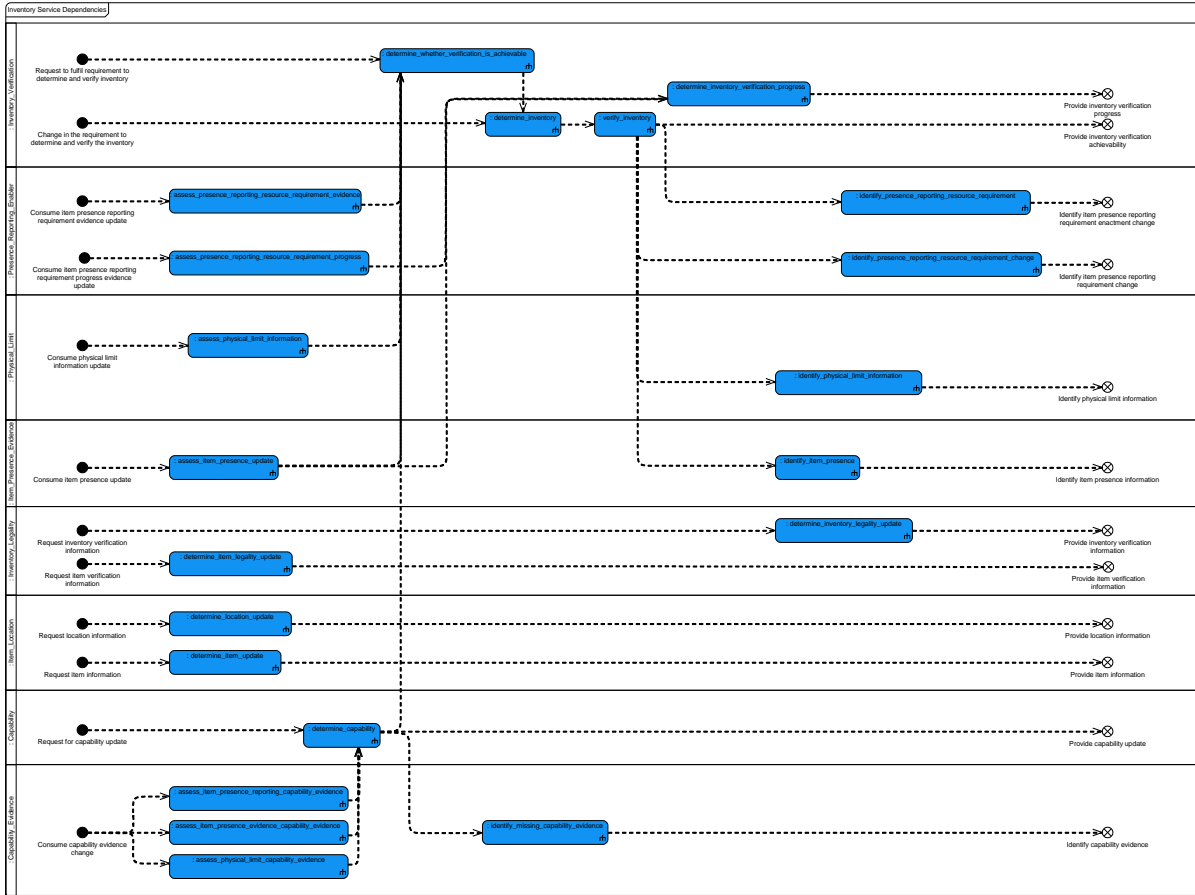 Inventory Service Dependencies
: Inventory_Verification
Request to fulfil requirement to
determine and verify inventory
: determine_whether_verification_is_achievable
: determine_inventory_verification_progress
Provide inventory verification
progress
Change in the requirement to
determine and verify the inventory
: determine_inventory
: verify_inventory
Provide inventory verification
achievability
: Presence_Reporting_Enabler
Consume item presence reporting
requirement evidence update
: assess_presence_reporting_resource_requirement_evidence
: identify_presence_reporting_resource_requirement
Identify item presence reporting
requirement enactment change
Consume item presence reporting
requirement progress evidence
update
: assess_presence_reporting_resource_requirement_progress
: identify_presence_reporting_resource_requirement_change
Identify item presence reporting
requirement change
: Physical_Limit
Consume physical limit
information update
: assess_physical_limit_information
: identify_physical_limit_information
Identify physical limit information
: Item_Presence_Evidence
Consume item presence update
: assess_item_presence_update
: identify_item_presence
Identify item presence information
: Inventory_Legality
Request inventory verification
information
: determine_inventory_legality_update
Provide inventory verification
information
Request item verification
information
: determine_item_legality_update
Provide item verification
information
: Item_Location
Request location information
: determine_location_update
Provide location information
Request item information
: determine_item_update
Provide item information
: Capability
Request for capability update
: determine_capability
Provide capability update
: Capability_Evidence
Consume capability evidence
change
: assess_item_presence_reporting_capability_evidence
: assess_item_presence_evidence_capability_evidence
: assess_physical_limit_capability_evidence
: identify_missing_capability_evidence
Identify capability evidence